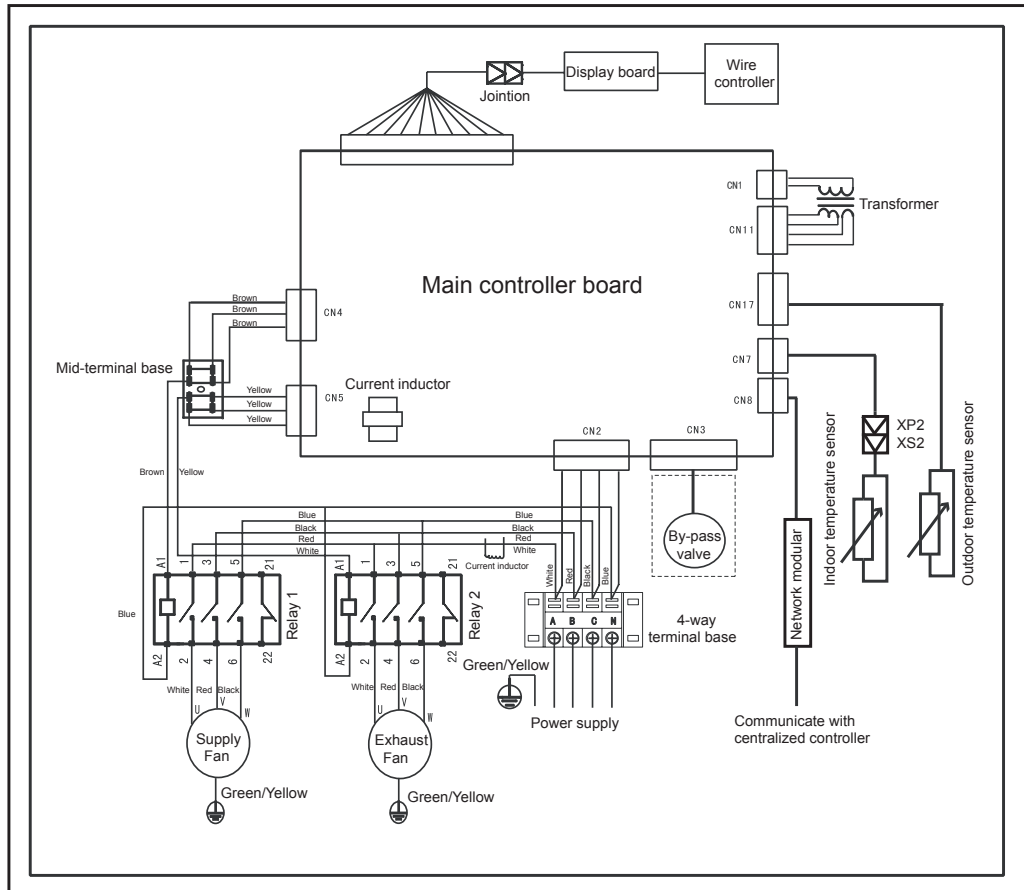 Jointion
Display board
Wire
controller
CN1
Transformer
CN11
Main controller board
CN17
Brown
Brown
CN4
Brown
CN7
Mid-terminal base
Yellow
CN5
Current inductor
CN8
Yellow
Yellow
CN2
CN3
XP2
XS2
Brown
Yellow
Indoor temperature sensor
Outdoor temperature sensor
Blue
Blue
Black
Black
Red
Red
White
White
By-pass
valve
Current inductor
A1
1
3
5
21
A1
1
3
5
21
White
Red
Black
Blue
Blue
Relay 1
Relay 2
A
B
C
N
4-way
terminal base
Network modular
A2
2
4
6
22
A2
2
4
6
22
Green/Yellow
White
Red
Black
White
Red
Black
U
V
W
U
V
W
Power supply
Communicate with
centralized controller
Supply
Fan
Exhaust
Fan
Green/Yellow
Green/Yellow